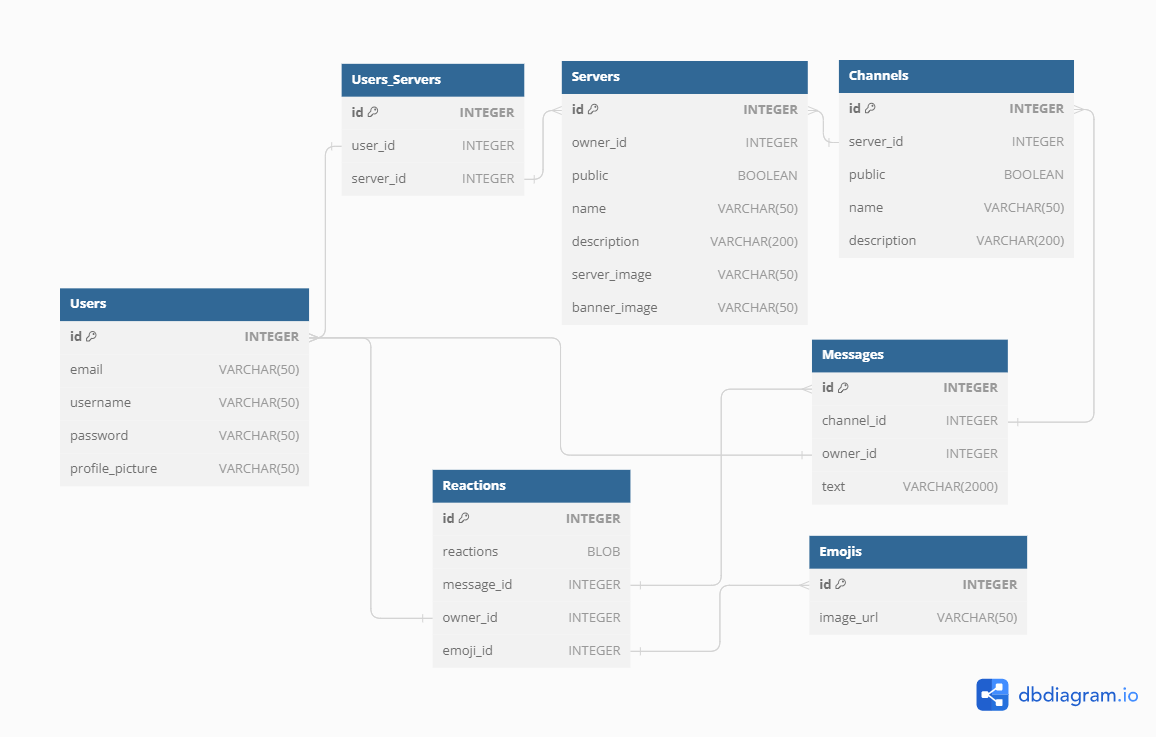 Users_Servers
id INTEGER
user_id INTEGER
server_id INTEGER
Servers
id INTEGER
owner_id INTEGER
public BOOLEAN
name VARCHAR(50)
description VARCHAR(200)
server_image VARCHAR(50)
banner_image VARCHAR(50)
Channels
id INTEGER
server_id INTEGER
public BOOLEAN
name VARCHAR(50)
description VARCHAR(200)
Users
id INTEGER
email VARCHAR(50)
username VARCHAR(50)
password VARCHAR(50)
profile_picture VARCHAR(50)
Messages
id INTEGER
channel_id INTEGER
owner_id INTEGER
text VARCHAR(2000)
Reactions
id INTEGER
reactions BLOB
message_id INTEGER
owner_id INTEGER
emoji_id INTEGER
Emojis
id INTEGER
image_url VARCHAR(50)
dbdiagram.io